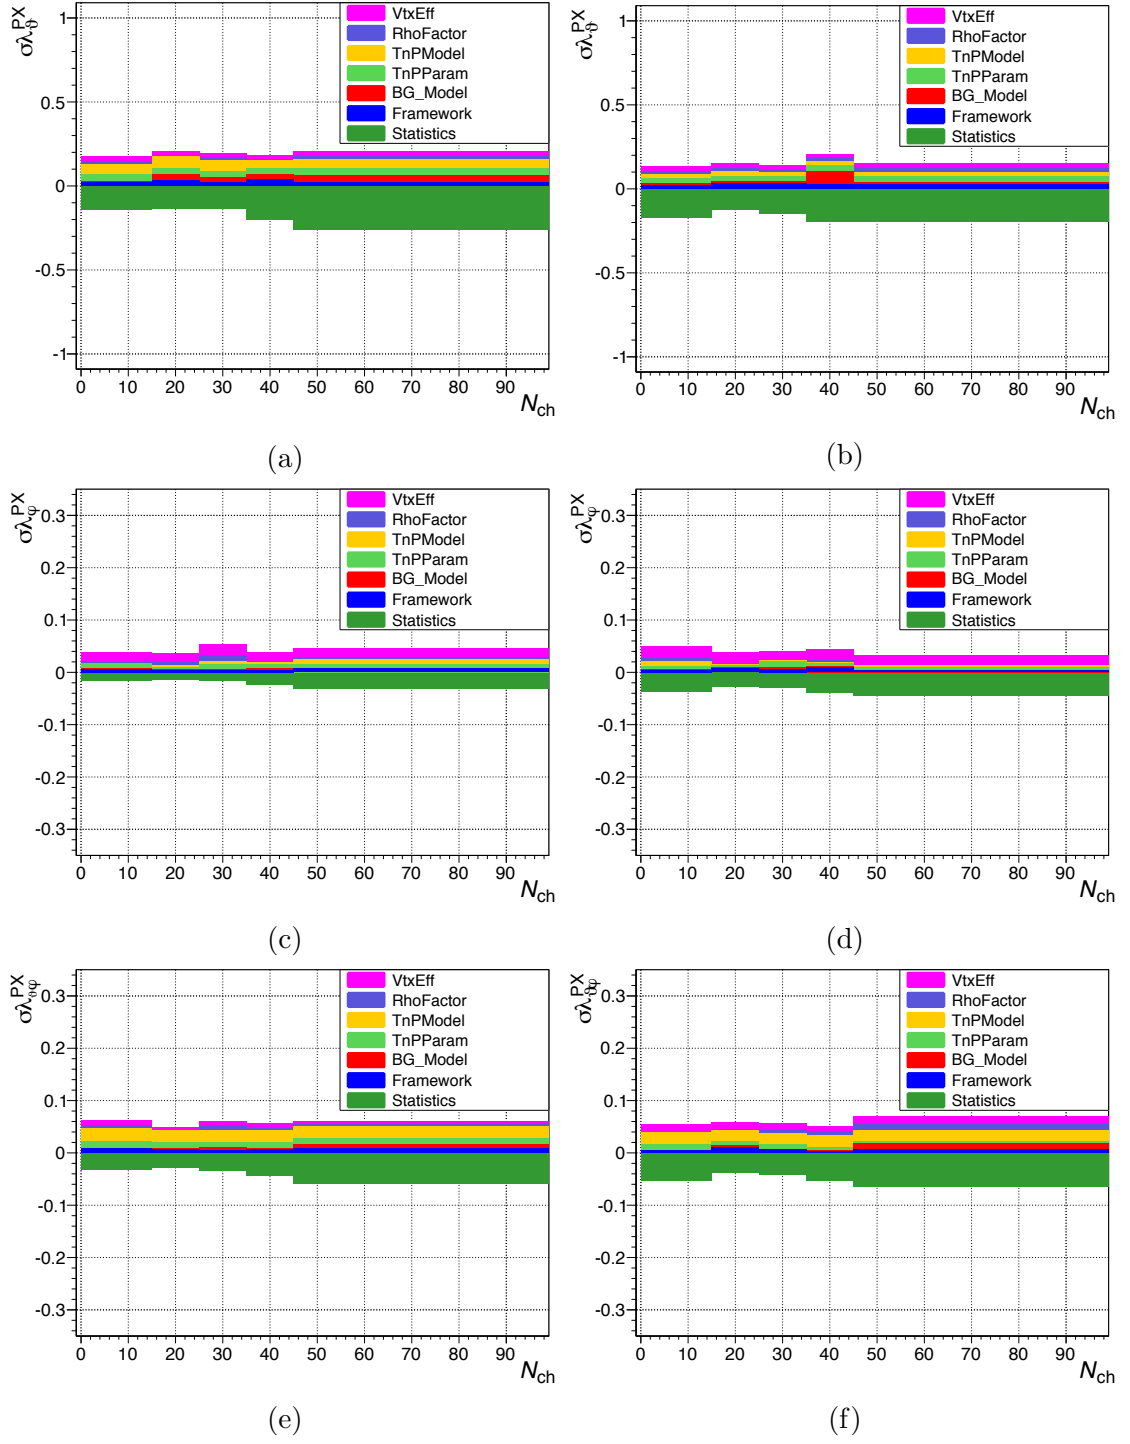 σλ_ϑ^PX
1
0.5
0
-0.5
-1
0 10 20 30 40 50 60 70 80 90
N_ch
VtxEff
RhoFactor
TnPModel
TnPParam
BG_Model
Framework
Statistics
(a)
σλ_ϑ^PX
1
0.5
0
-0.5
-1
0 10 20 30 40 50 60 70 80 90
N_ch
VtxEff
RhoFactor
TnPModel
TnPParam
BG_Model
Framework
Statistics
(b)
σλ_φ^PX
0.3
0.2
0.1
0
-0.1
-0.2
-0.3
0 10 20 30 40 50 60 70 80 90
N_ch
VtxEff
RhoFactor
TnPModel
TnPParam
BG_Model
Framework
Statistics
(c)
σλ_φ^PX
0.3
0.2
0.1
0
-0.1
-0.2
-0.3
0 10 20 30 40 50 60 70 80 90
N_ch
VtxEff
RhoFactor
TnPModel
TnPParam
BG_Model
Framework
Statistics
(d)
σλ_ϑφ^PX
0.3
0.2
0.1
0
-0.1
-0.2
-0.3
0 10 20 30 40 50 60 70 80 90
N_ch
VtxEff
RhoFactor
TnPModel
TnPParam
BG_Model
Framework
Statistics
(e)
σλ_ϑφ^PX
0.3
0.2
0.1
0
-0.1
-0.2
-0.3
0 10 20 30 40 50 60 70 80 90
N_ch
VtxEff
RhoFactor
TnPModel
TnPParam
BG_Model
Framework
Statistics
(f)